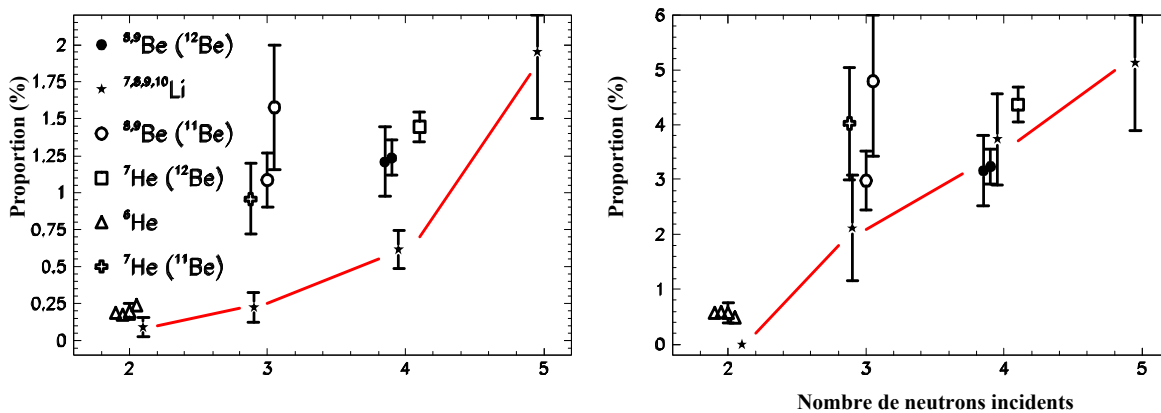 Proportion (%)
2
1.75
1.5
1.25
1
0.75
0.5
0.25
0
⁸,⁹Be (¹²Be)
⁷,⁸,⁹,¹⁰Li
⁸,⁹Be (¹¹Be)
⁷He (¹²Be)
⁶He
⁷He (¹¹Be)
2 3 4 5
Proportion (%)
6
5
4
3
2
1
0
2 3 4 5
Nombre de neutrons incidents